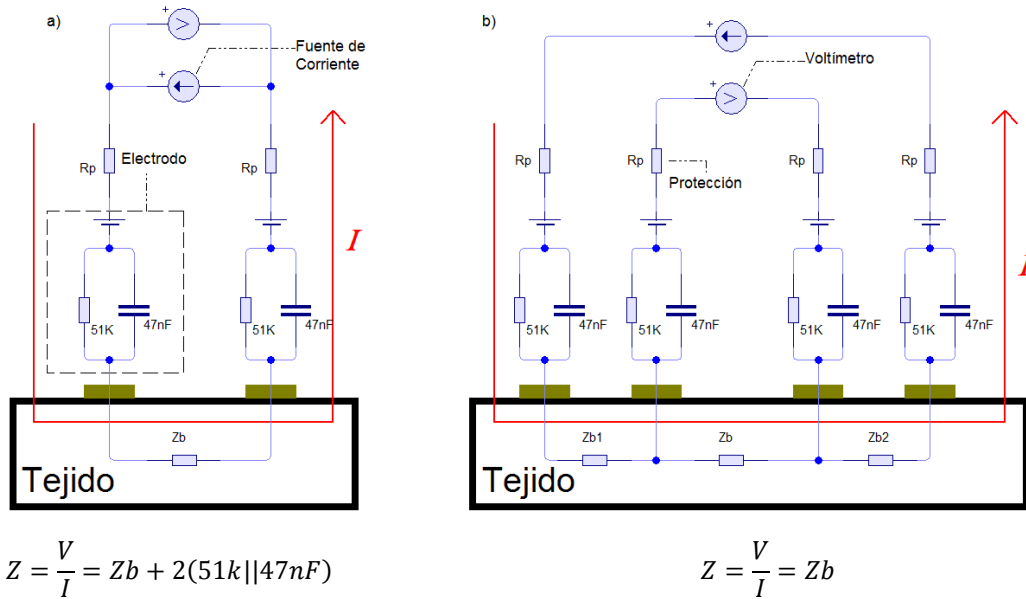 a)
+
Fuente de
Corriente
+
Rp
Electrodo
Rp
I
51K
47nF
51K
47nF
Zb
Tejido
Z = V/I = Zb + 2(51k||47nF)
b)
+
Voltímetro
+
Rp
Rp
Protección
Rp
Rp
I
51K
47nF
51K
47nF
51K
47nF
51K
47nF
Zb1
Zb
Zb2
Tejido
Z = V/I = Zb